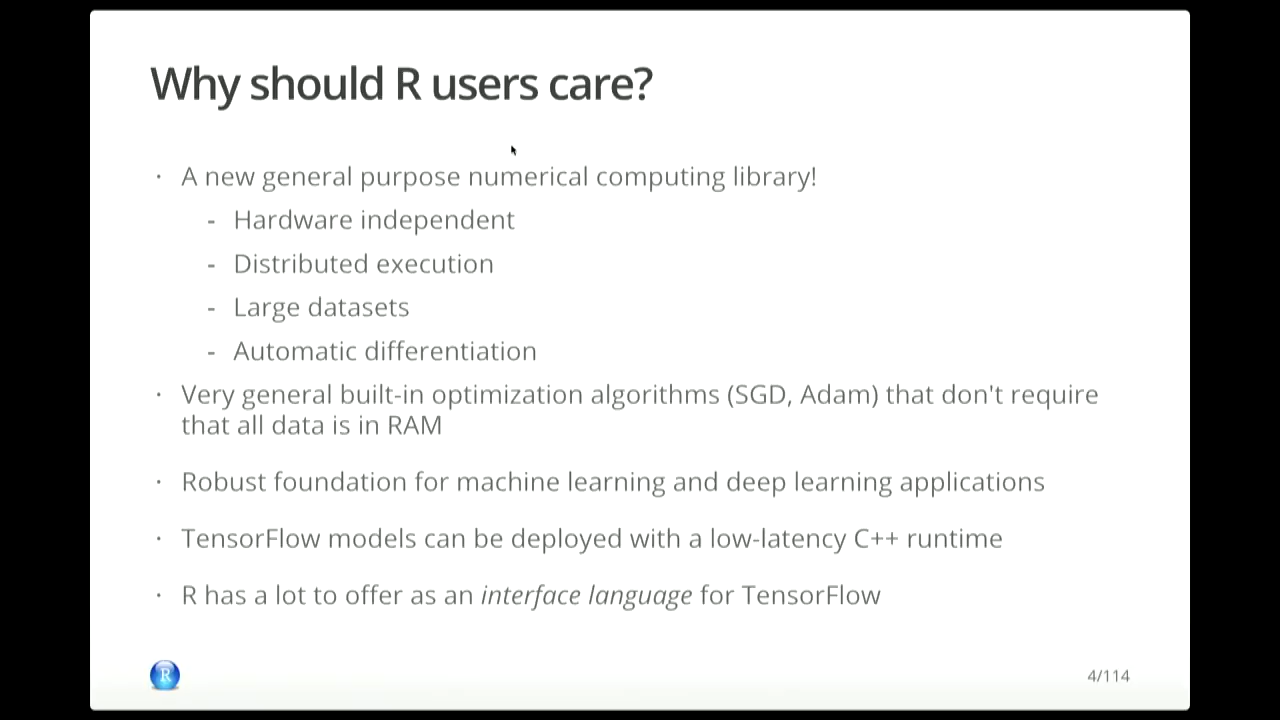 Why should R users care?
· A new general purpose numerical computing library!
- Hardware independent
- Distributed execution
- Large datasets
- Automatic differentiation
· Very general built-in optimization algorithms (SGD, Adam) that don't require
that all data is in RAM
· Robust foundation for machine learning and deep learning applications
· TensorFlow models can be deployed with a low-latency C++ runtime
· R has a lot to offer as an interface language for TensorFlow
R
4/114